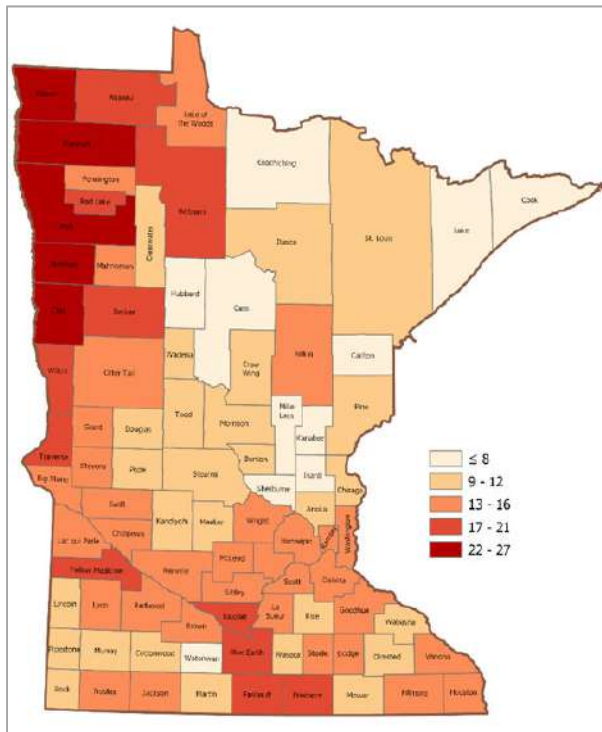 Roseau
Lake of
the Woods
Koochiching
Marshall
Cook
Pennington
Red Lake
Beltrami
St. Louis
Lake
Polk
Clearwater
Itasca
Norman
Mahnomen
Hubbard
Cass
Clay
Becker
Aitkin
Carlton
Wilkin
Otter Tail
Wadena
Crow
Wing
Pine
Mille
Lacs
Kanabec
Todd
Morrison
Grant
Douglas
Benton
Traverse
Stevens
Pope
Stearns
Isanti
Big Stone
Sherburne
Chisago
Anoka
Swift
Kandiyohi
Meeker
Wright
Hennepin
Ramsey
Washington
Chippewa
Lac qui Parle
McLeod
Renville
Scott
Dakota
Yellow Medicine
Sibley
Lincoln
Lyon
Redwood
Nicollet
La
Sueur
Rice
Goodhue
Wabasha
Brown
Pipestone
Murray
Cottonwood
Watonwan
Blue Earth
Waseca
Steele
Dodge
Olmsted
Winona
Rock
Nobles
Jackson
Martin
Faribault
Freeborn
Mower
Fillmore
Houston
≤ 8
9 - 12
13 - 16
17 - 21
22 - 27